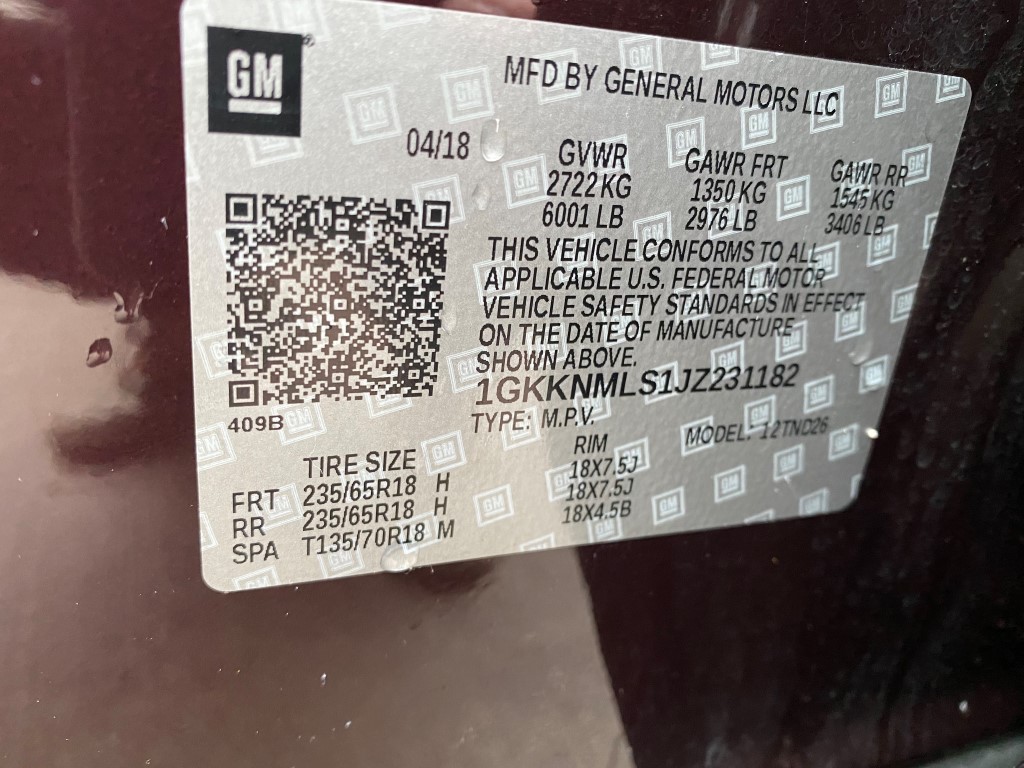 GM
MFD BY GENERAL MOTORS LLC
04/18
GVWR GAWR FRT GAWR RR
2722 KG 1350 KG 1545 KG
6001 LB 2976 LB 3406 LB
THIS VEHICLE CONFORMS TO ALL
APPLICABLE U.S. FEDERAL MOTOR
VEHICLE SAFETY STANDARDS IN EFFECT
ON THE DATE OF MANUFACTURE
SHOWN ABOVE.
1GKKNMLS1JZ231182
409B
TYPE: M.P.V. MODEL: 12TND26
TIRE SIZE RIM
FRT 235/65R18 H 18X7.5J
RR 235/65R18 H 18X7.5J
SPA T135/70R18 M 18X4.5B